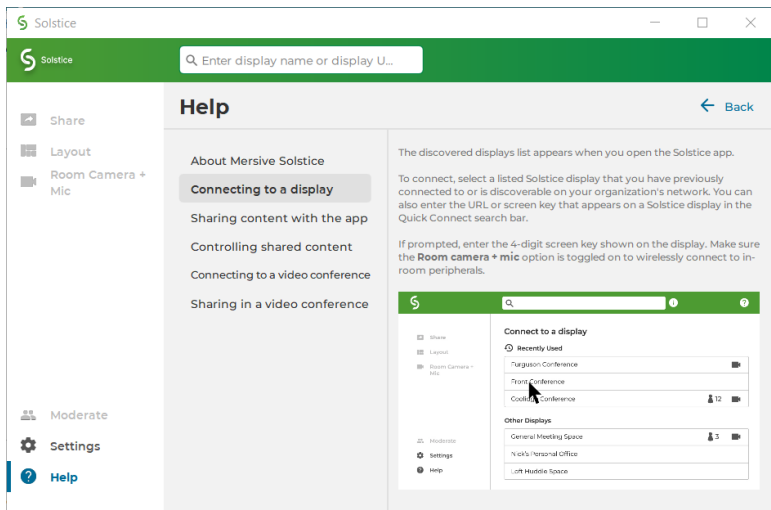 Solstice
Solstice
Enter display name or display U...
Help
Back
Share
Layout
Room Camera +
Mic
Moderate
Settings
Help
About Mersive Solstice
Connecting to a display
Sharing content with the app
Controlling shared content
Connecting to a video conference
Sharing in a video conference
The discovered displays list appears when you open the Solstice app.
To connect, select a listed Solstice display that you have previously
connected to or is discoverable on your organization's network. You can
also enter the URL or screen key that appears on a Solstice display in the
Quick Connect search bar.
If prompted, enter the 4-digit screen key shown on the display. Make sure
the Room camera + mic option is toggled on to wirelessly connect to in-
room peripherals.
Share
Layout
Room Camera +
Mic
Moderate
Settings
Help
Connect to a display
Recently Used
Furguson Conference
Front Conference
Coolidge Conference 12
Other Displays
General Meeting Space 3
Nick's Personal Office
Loft Huddle Space